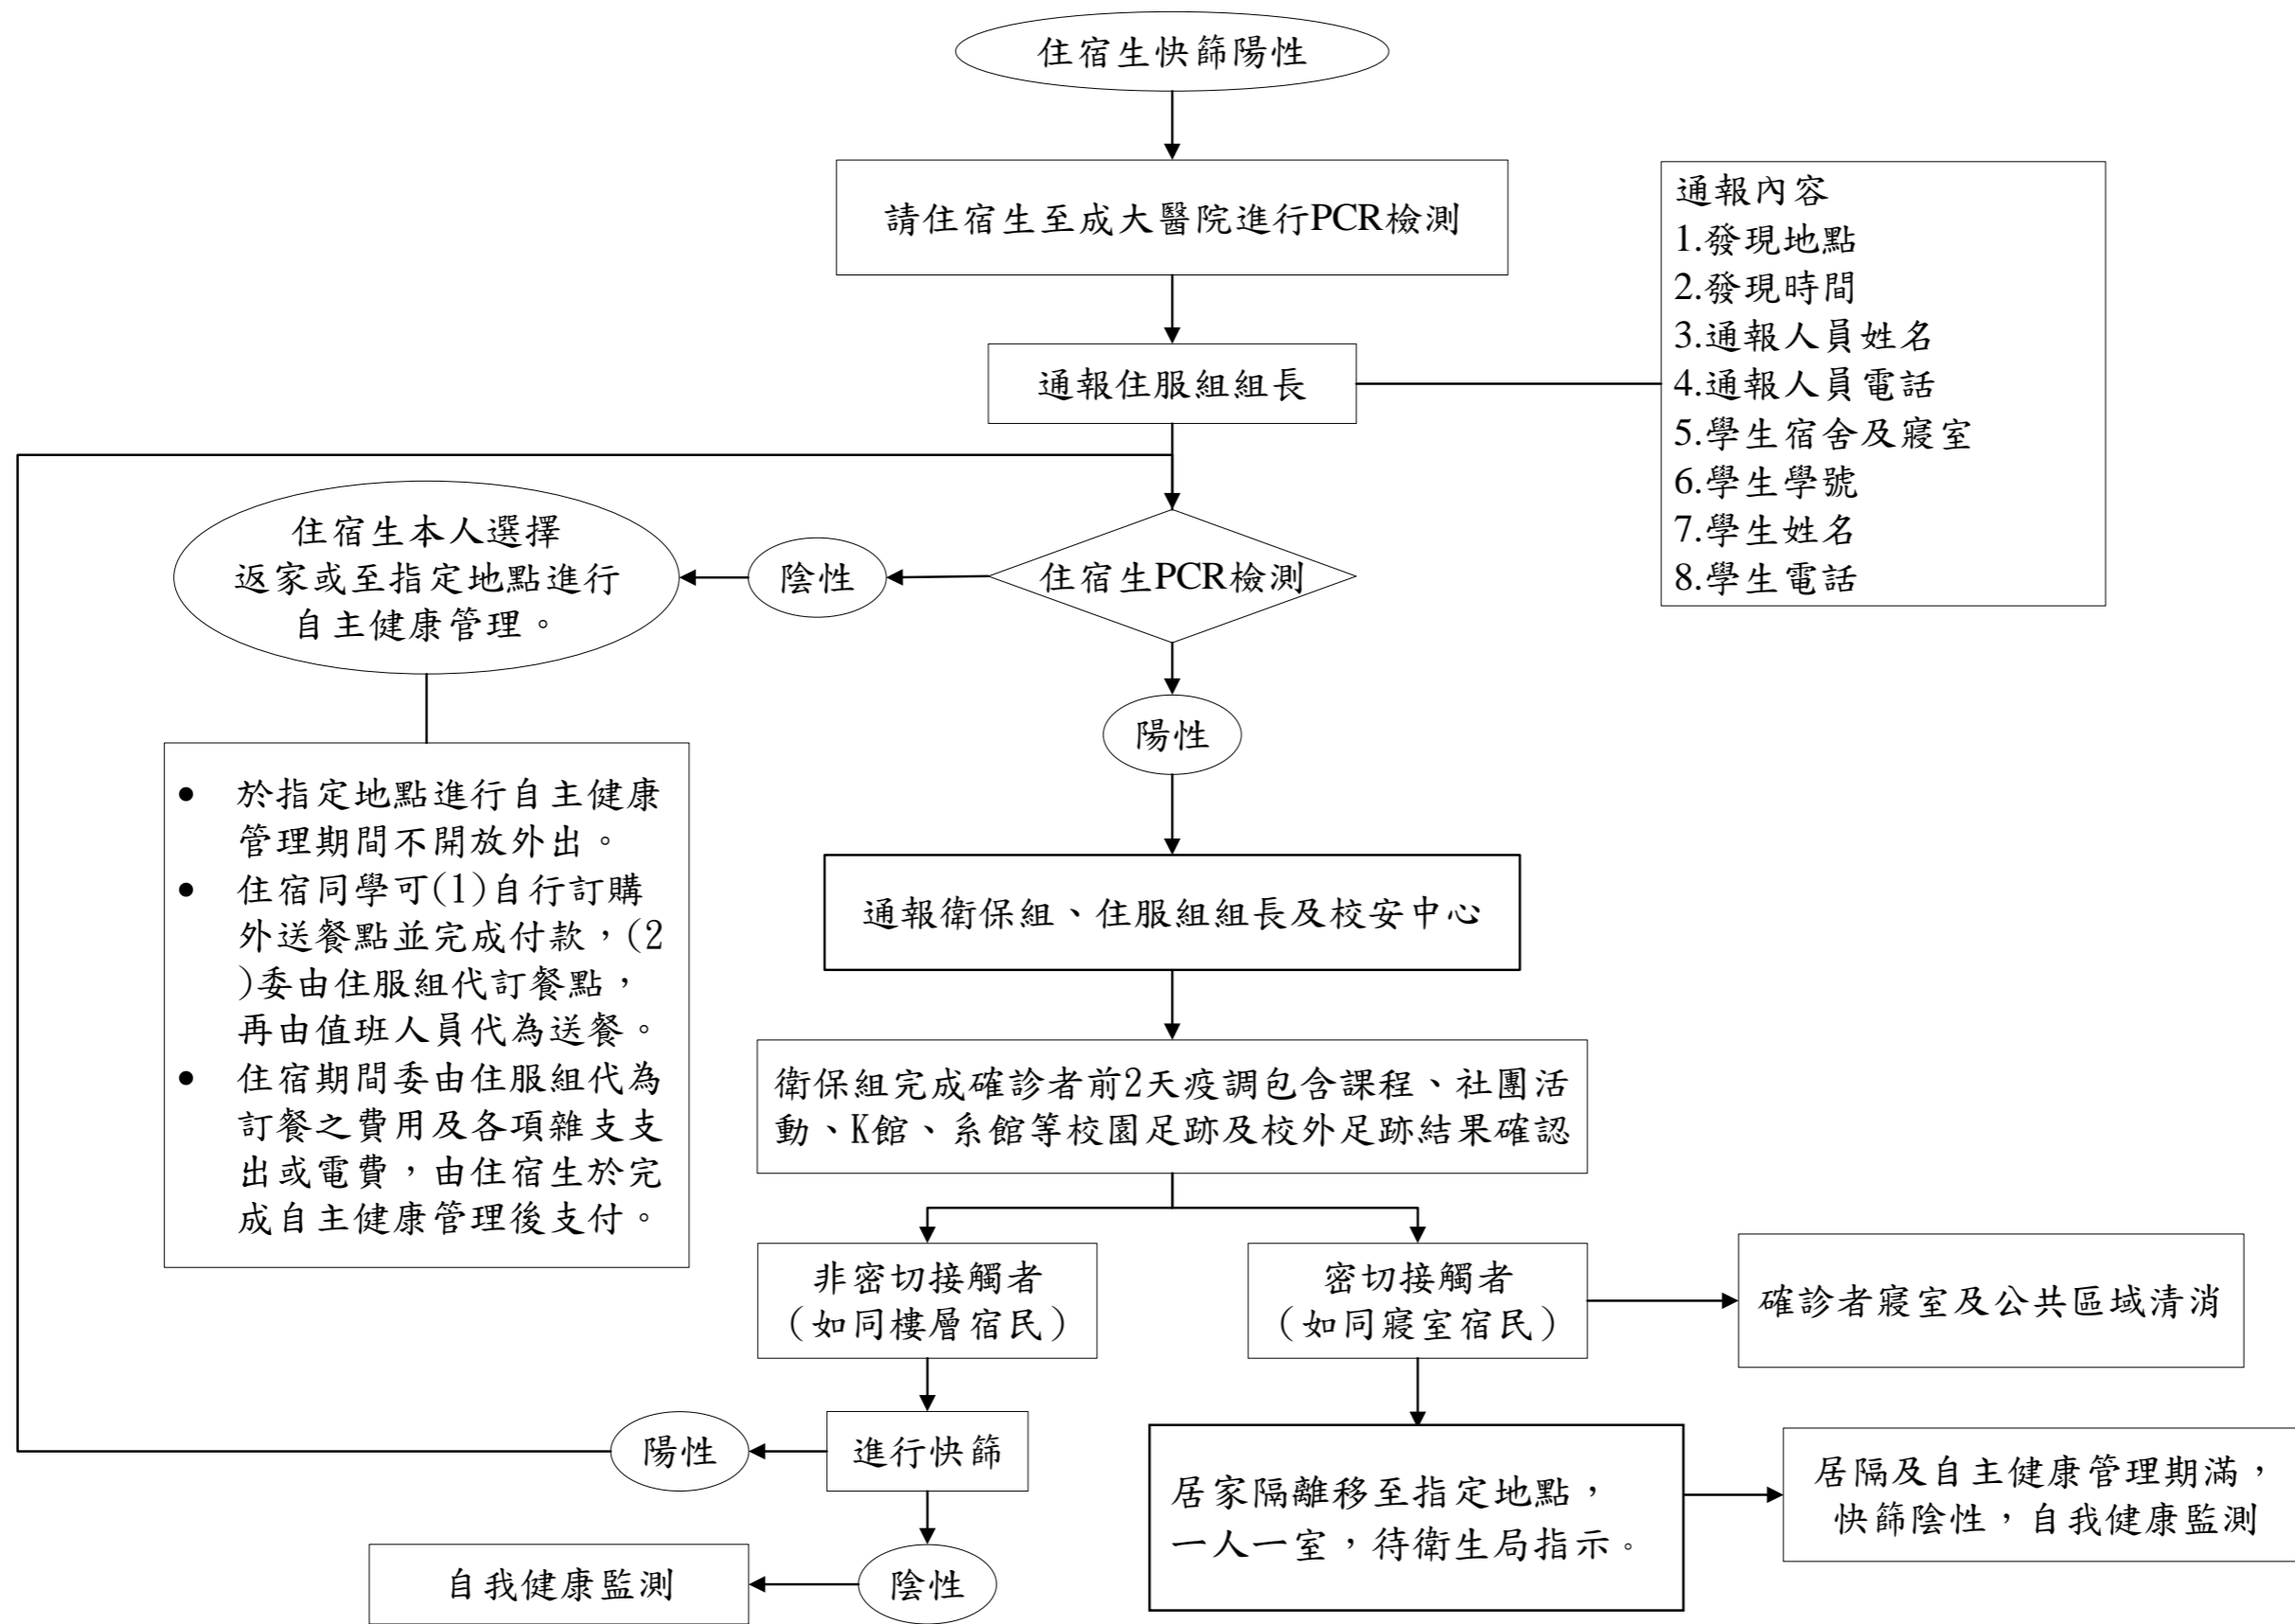 住宿生快篩陽性
請住宿生至成大醫院進行PCR檢測
通報內容
1.發現地點
2.發現時間
3.通報人員姓名
4.通報人員電話
5.學生宿舍及寢室
6.學生學號
7.學生姓名
8.學生電話
通報住服組組長
住宿生PCR檢測
陰性
住宿生本人選擇
返家或至指定地點進行
自主健康管理。
• 於指定地點進行自主健康
管理期間不開放外出。
• 住宿同學可(1)自行訂購
外送餐點並完成付款，(2
)委由住服組代訂餐點，
再由值班人員代為送餐。
• 住宿期間委由住服組代為
訂餐之費用及各項雜支支
出或電費，由住宿生於完
成自主健康管理後支付。
陽性
通報衛保組、住服組組長及校安中心
衛保組完成確診者前2天疫調包含課程、社團活
動、K館、系館等校園足跡及校外足跡結果確認
非密切接觸者
（如同樓層宿民）
密切接觸者
（如同寢室宿民）
確診者寢室及公共區域清消
進行快篩
陽性
陰性
自我健康監測
居家隔離移至指定地點，
一人一室，待衛生局指示。
居隔及自主健康管理期滿，
快篩陰性，自我健康監測